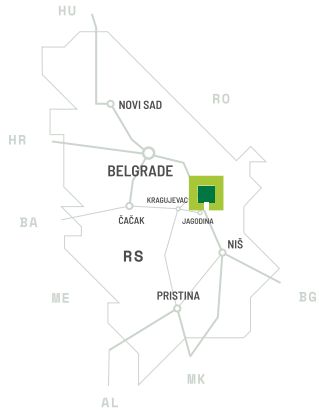 HU
RO
NOVI SAD
HR
BELGRADE
KRAGUJEVAC
BA
ČAČAK
JAGODINA
NIŠ
RS
ME
PRISTINA
BG
MK
AL